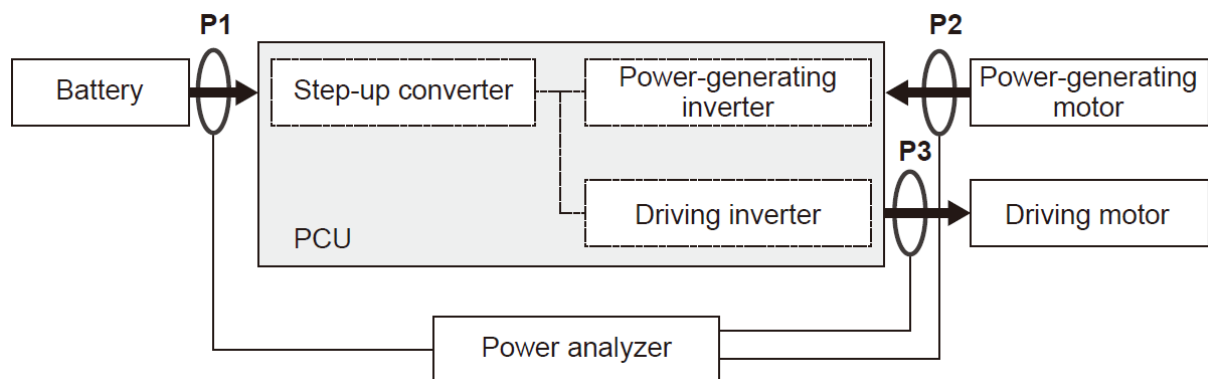 P1
P2
Battery
Step-up converter
Power-generating
inverter
Power-generating
motor
P3
Driving inverter
Driving motor
PCU
Power analyzer